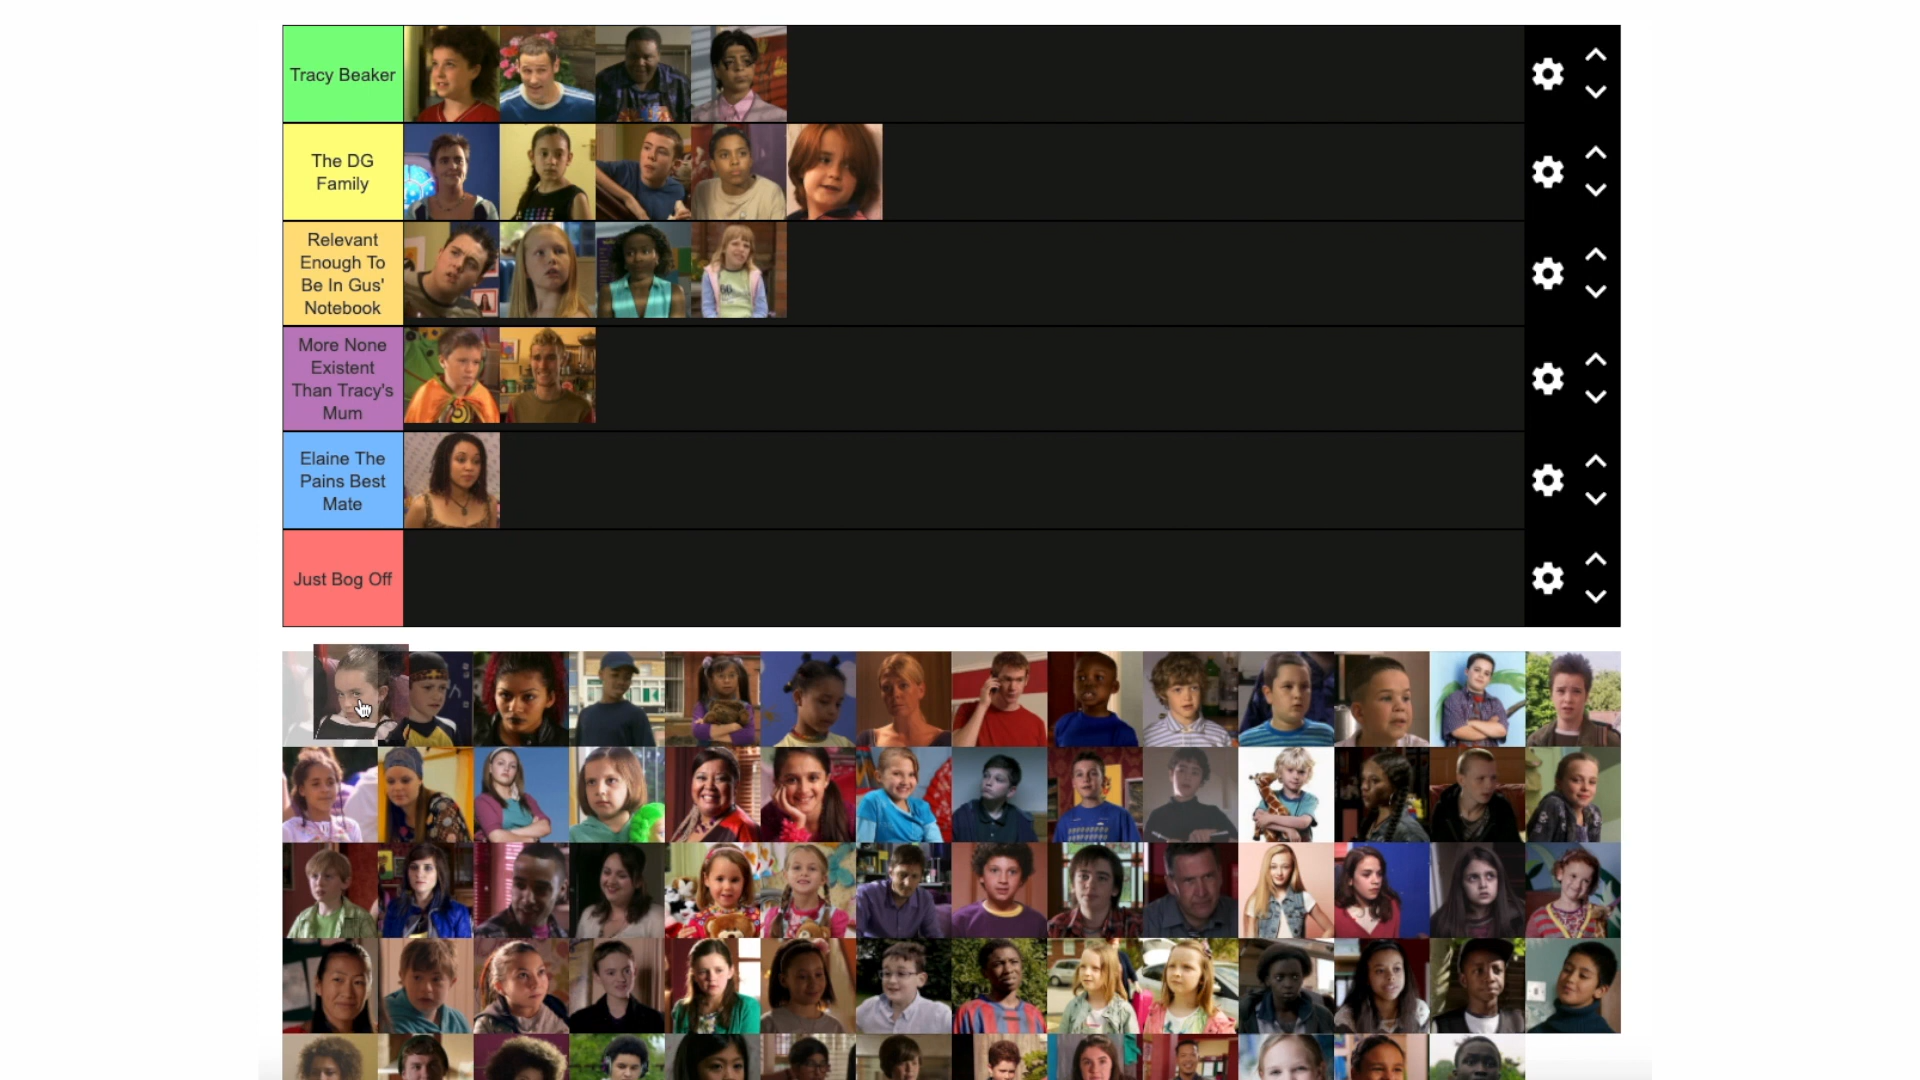 Tracy Beaker
The DG
Family
Relevant
Enough To
Be In Gus'
Notebook
More None
Existent
Than Tracy's
Mum
Elaine The
Pains Best
Mate
Just Bog Off